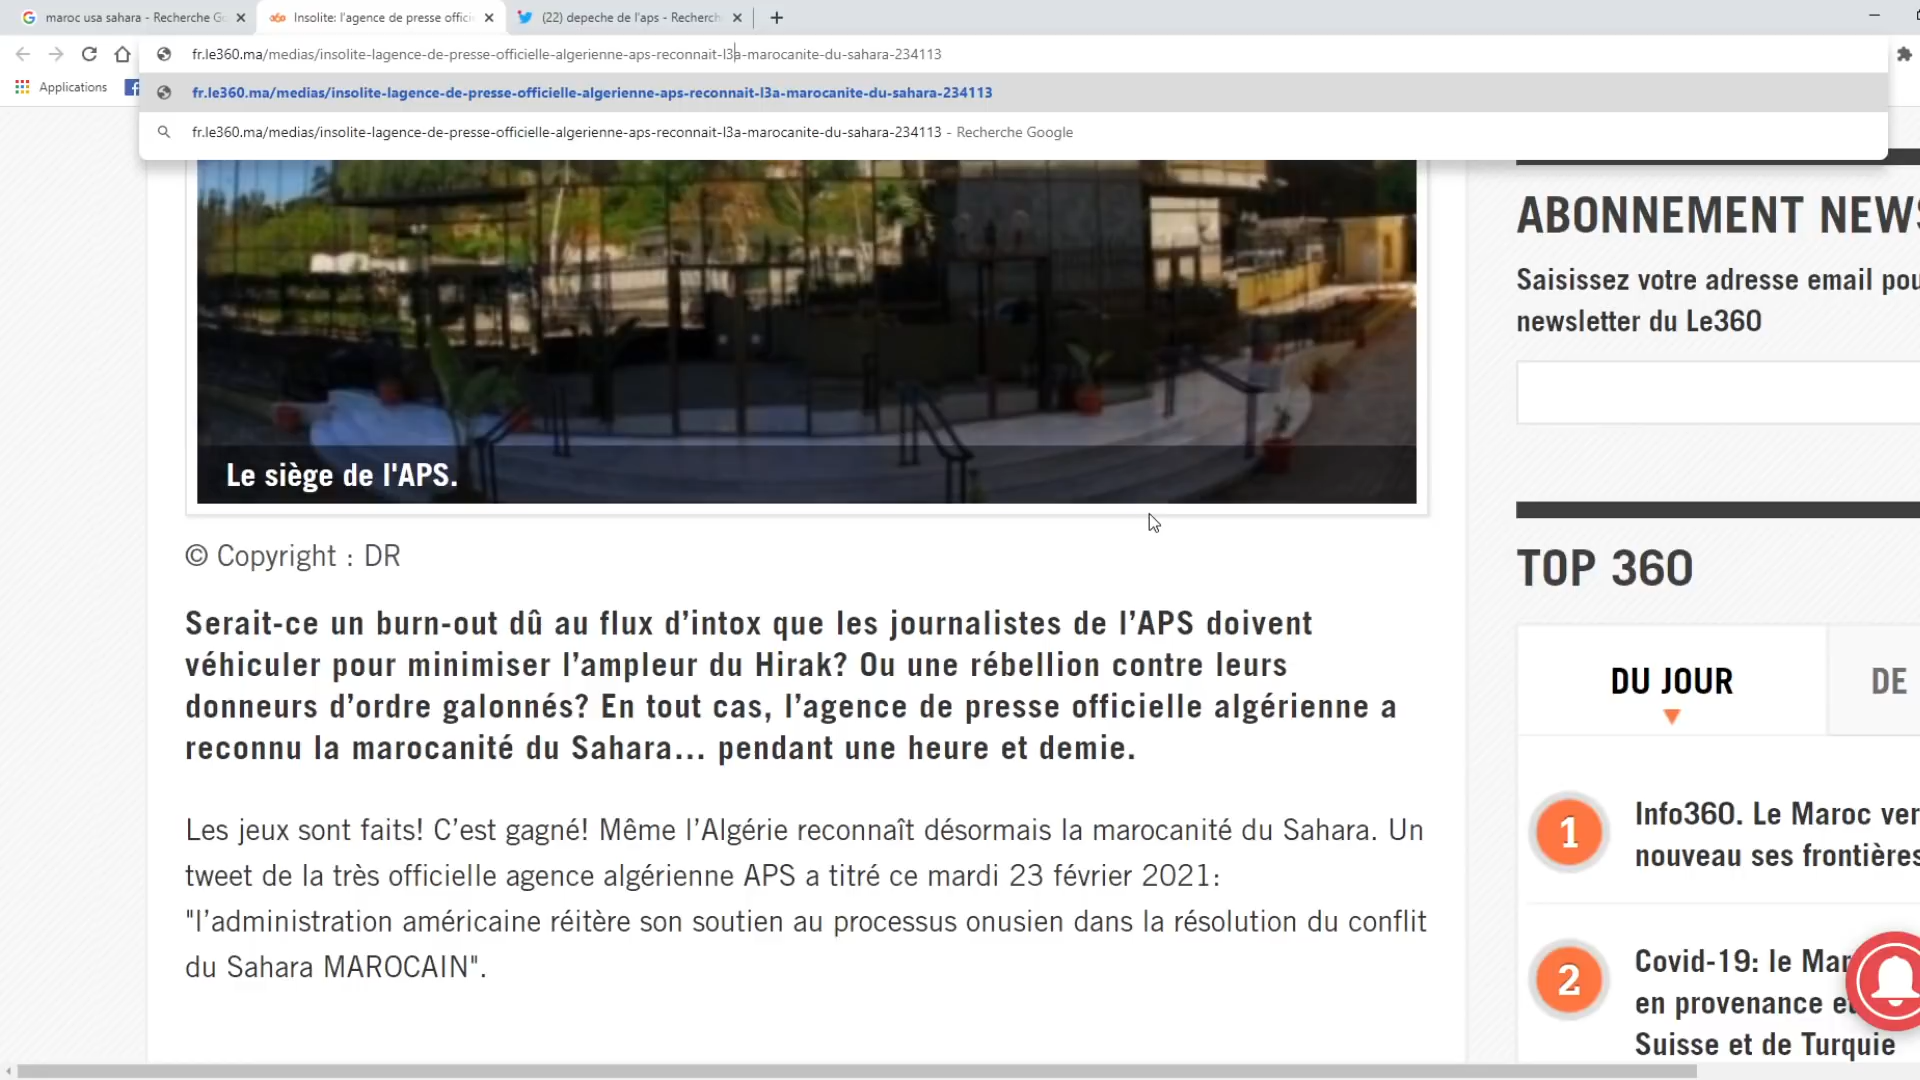 maroc usa sahara - Recherche G
Insolite: l'agence de presse offici
(22) depeche de l'aps - Recherch
fr.le360.ma/medias/insolite-lagence-de-presse-officielle-algerienne-aps-reconnait-l3a-marocanite-du-sahara-234113
Applications
fr.le360.ma/medias/insolite-lagence-de-presse-officielle-algerienne-aps-reconnait-l3a-marocanite-du-sahara-234113
fr.le360.ma/medias/insolite-lagence-de-presse-officielle-algerienne-aps-reconnait-l3a-marocanite-du-sahara-234113 - Recherche Google
Le siège de l'APS.
© Copyright : DR
Serait-ce un burn-out dû au flux d’intox que les journalistes de l’APS doivent
véhiculer pour minimiser l’ampleur du Hirak? Ou une rébellion contre leurs
donneurs d’ordre galonnés? En tout cas, l’agence de presse officielle algérienne a
reconnu la marocanité du Sahara… pendant une heure et demie.
Les jeux sont faits! C’est gagné! Même l’Algérie reconnaît désormais la marocanité du Sahara. Un
tweet de la très officielle agence algérienne APS a titré ce mardi 23 février 2021:
"l’administration américaine réitère son soutien au processus onusien dans la résolution du conflit
du Sahara MAROCAIN".
ABONNEMENT NEWS
Saisissez votre adresse email pou
newsletter du Le360
TOP 360
DU JOUR
DE
1
Info360. Le Maroc ver
nouveau ses frontières
2
Covid-19: le Mar
en provenance e
Suisse et de Turquie